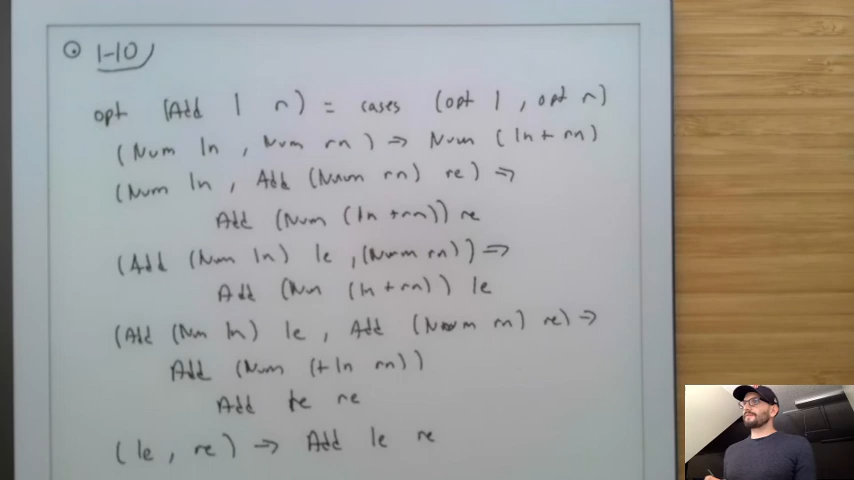 ⊙ 1-10
opt (Add l r) = cases (opt l, opt r)
(Num ln, Num rn) => Num (ln + rn)
(Num ln, Add (Num rn) re) =>
Add (Num (ln + rn)) re
(Add (Num ln) le, (Num rn)) =>
Add (Num (ln + rn)) le
(Add (Num ln) le, Add (Num rn) re) =>
Add (Num (+ ln rn))
Add le re
(le, re) => Add le re